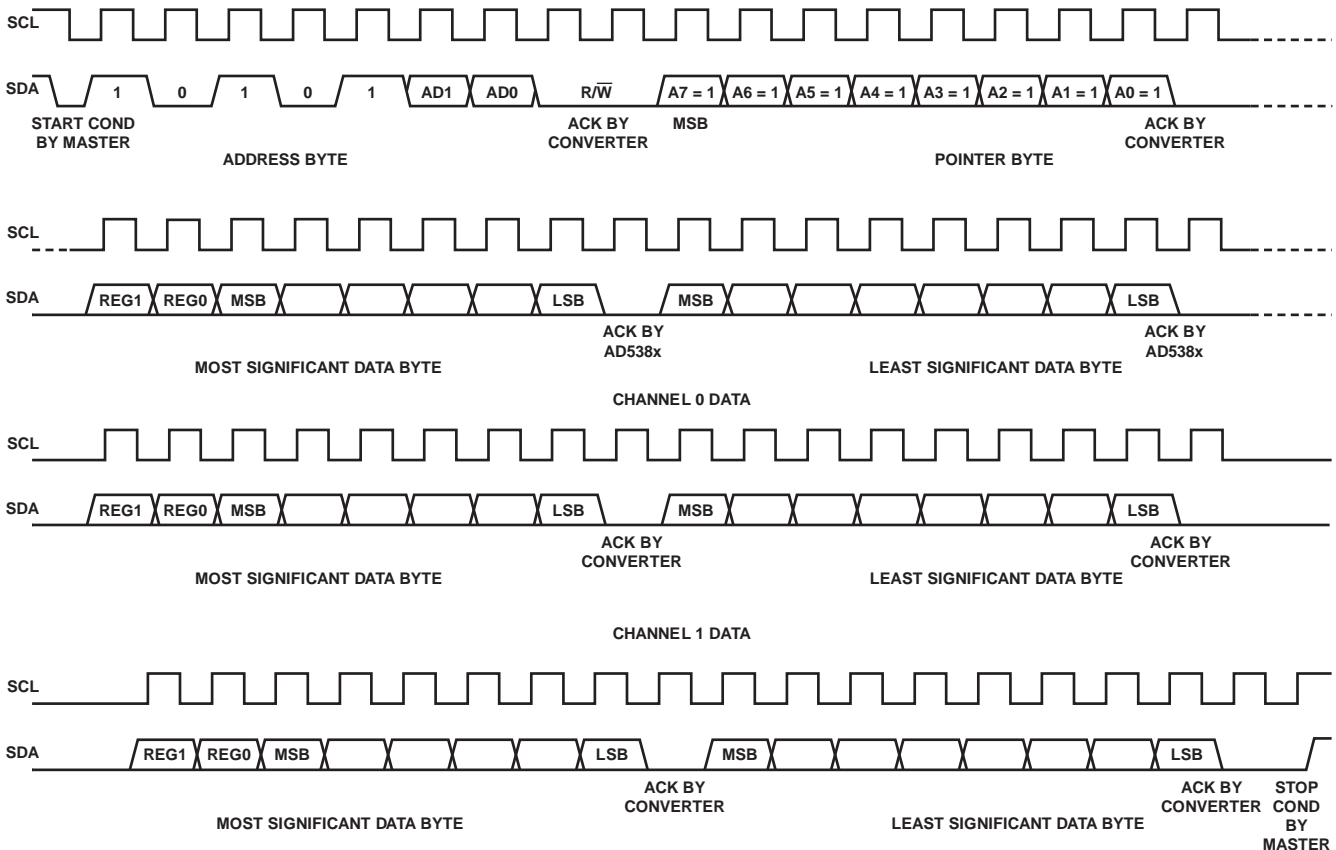 SCL
SDA 1 0 1 0 1 AD1 AD0 R/W̅ A7 = 1 A6 = 1 A5 = 1 A4 = 1 A3 = 1 A2 = 1 A1 = 1 A0 = 1
START COND
BY MASTER
ACK BY
CONVERTER
MSB
ACK BY
CONVERTER
ADDRESS BYTE
POINTER BYTE
SCL
SDA REG1 REG0 MSB LSB MSB LSB
ACK BY
AD538x
ACK BY
AD538x
MOST SIGNIFICANT DATA BYTE
LEAST SIGNIFICANT DATA BYTE
CHANNEL 0 DATA
SCL
SDA REG1 REG0 MSB LSB MSB LSB
ACK BY
CONVERTER
ACK BY
CONVERTER
MOST SIGNIFICANT DATA BYTE
LEAST SIGNIFICANT DATA BYTE
CHANNEL 1 DATA
SCL
SDA REG1 REG0 MSB LSB MSB LSB
ACK BY
CONVERTER
ACK BY
CONVERTER
STOP
COND
BY
MASTER
MOST SIGNIFICANT DATA BYTE
LEAST SIGNIFICANT DATA BYTE